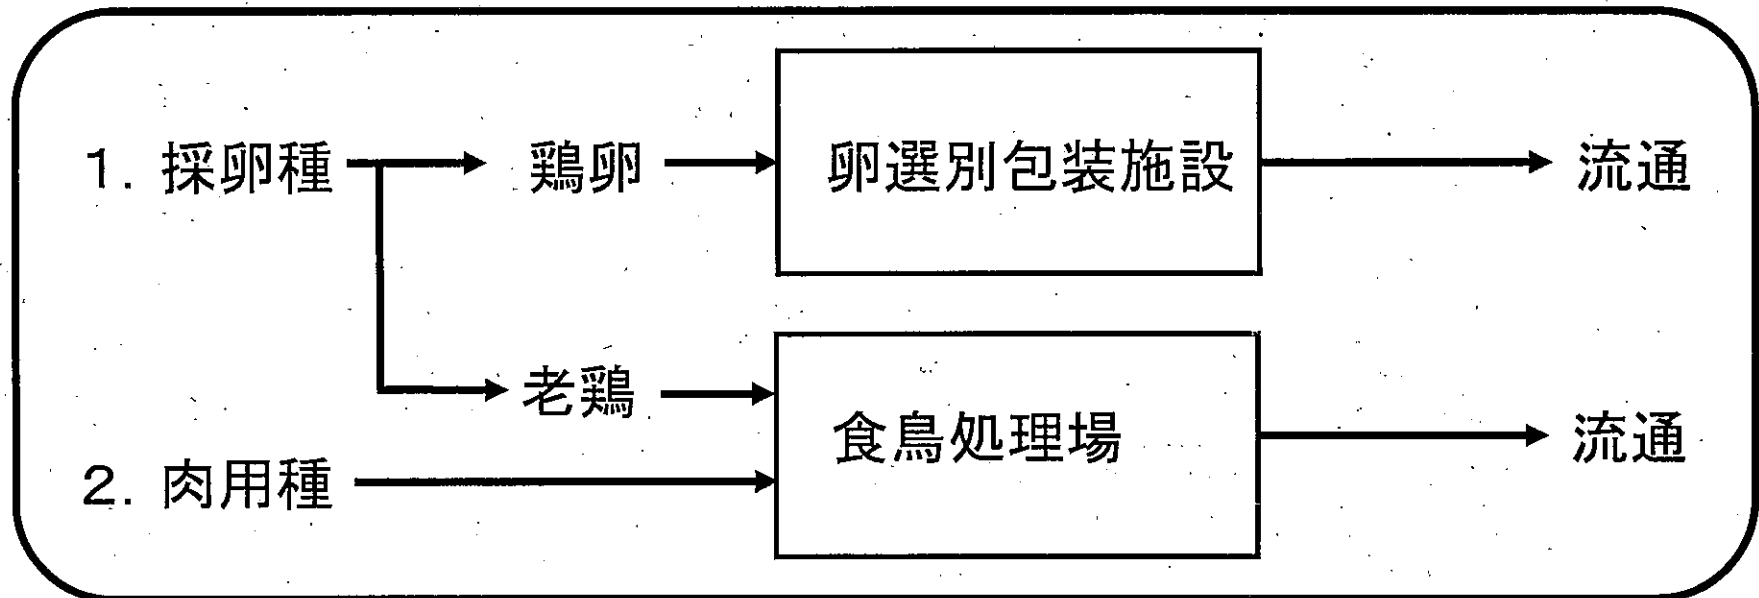 1. 採卵種 鶏卵 卵選別包装施設 流通
老鶏
食鳥処理場 流通
2. 肉用種